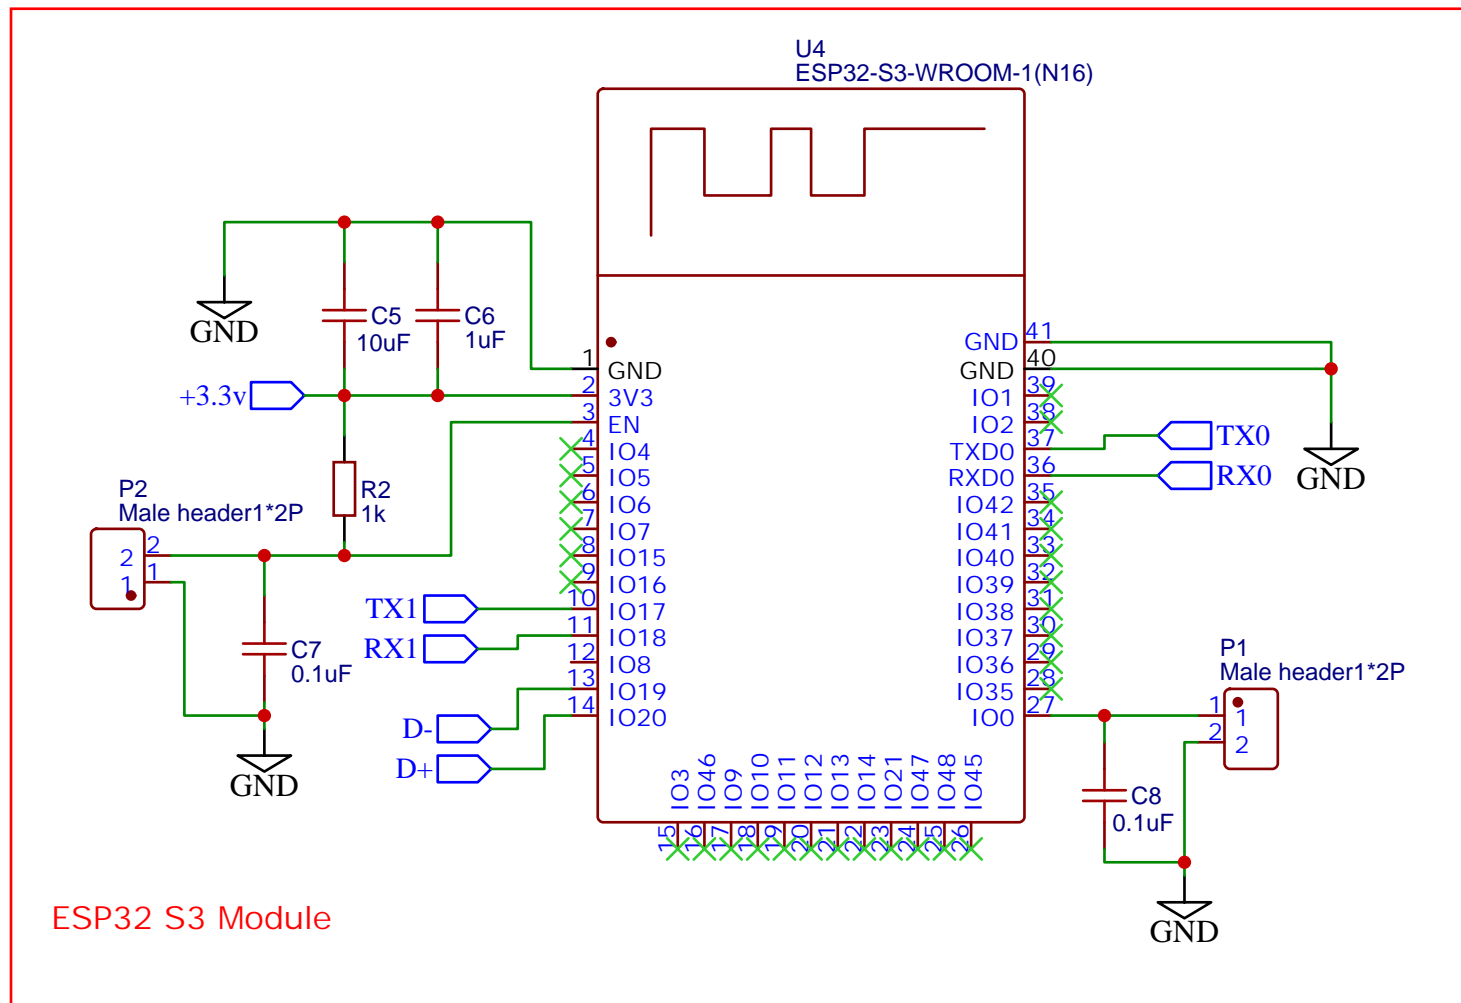 U4
ESP32-S3-WROOM-1(N16)
GND
C5
10uF
C6
1uF
+3.3v
1
GND
2
3V3
3
EN
4
IO4
5
IO5
6
IO6
7
IO7
8
IO15
9
IO16
10
IO17
11
IO18
12
IO8
13
IO19
14
IO20
41
GND
40
GND
39
IO1
38
IO2
37
TXD0
36
RXD0
35
IO42
34
IO41
33
IO40
32
IO39
31
IO38
30
IO37
29
IO36
28
IO35
27
IO0
TX0
RX0
GND
P2
Male header1*2P
2
2
1
1
R2
1k
C7
0.1uF
GND
TX1
RX1
D-
D+
IO3
IO46
IO9
IO10
IO11
IO12
IO13
IO14
IO21
IO47
IO48
IO45
15
16
17
18
19
20
21
22
23
24
25
26
P1
Male header1*2P
1
1
2
2
C8
0.1uF
GND
ESP32 S3 Module